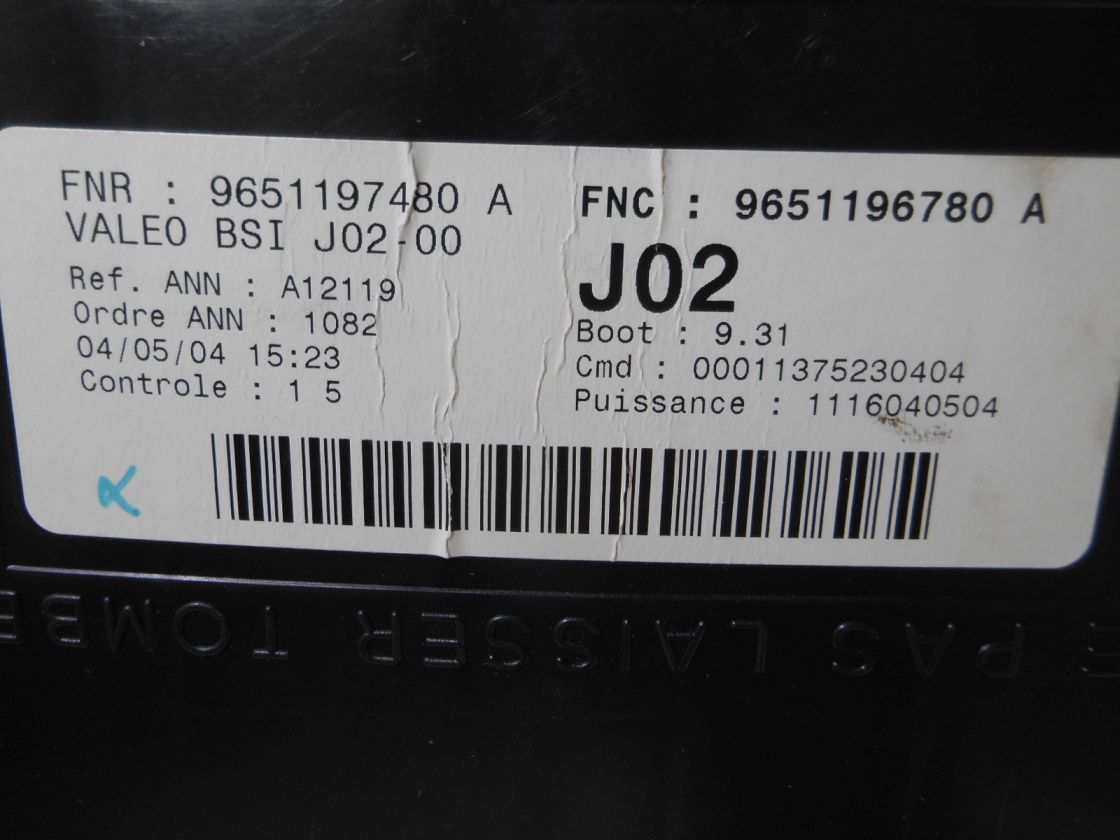 FNR : 9651197480 A
VALEO BSI J02-00
Ref. ANN : A12119
Ordre ANN : 1082
04/05/04 15:23
Controle : 1 5
FNC : 9651196780 A
J02
Boot : 9.31
Cmd : 00011375230404
Puissance : 1116040504
PAS LAISSER TOMBE